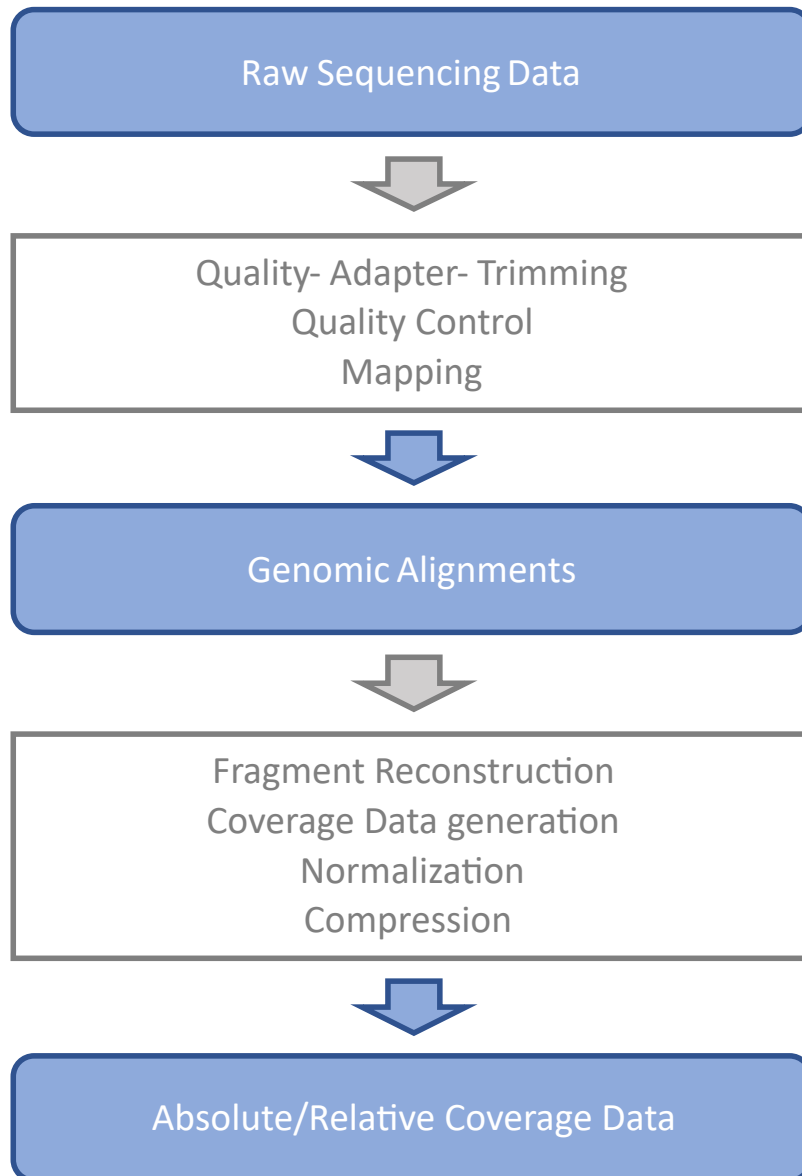 Raw Sequencing Data
Quality- Adapter- Trimming
Quality Control
Mapping
Genomic Alignments
Fragment Reconstruction
Coverage Data generation
Normalization
Compression
Absolute/Relative Coverage Data